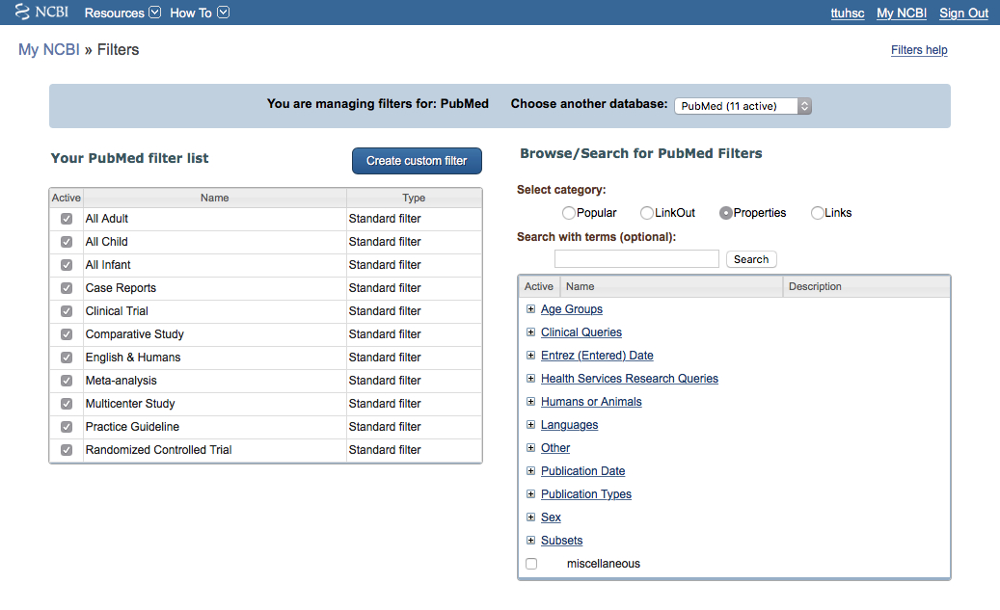 NCBI Resources How To ttuhsc My NCBI Sign Out
My NCBI » Filters Filters help
You are managing filters for: PubMed Choose another database: PubMed (11 active)
Your PubMed filter list Create custom filter
Active Name Type
All Adult Standard filter
All Child Standard filter
All Infant Standard filter
Case Reports Standard filter
Clinical Trial Standard filter
Comparative Study Standard filter
English & Humans Standard filter
Meta-analysis Standard filter
Multicenter Study Standard filter
Practice Guideline Standard filter
Randomized Controlled Trial Standard filter
Browse/Search for PubMed Filters
Select category:
Popular LinkOut Properties Links
Search with terms (optional):
Search
Active Name Description
Age Groups
Clinical Queries
Entrez (Entered) Date
Health Services Research Queries
Humans or Animals
Languages
Other
Publication Date
Publication Types
Sex
Subsets
miscellaneous